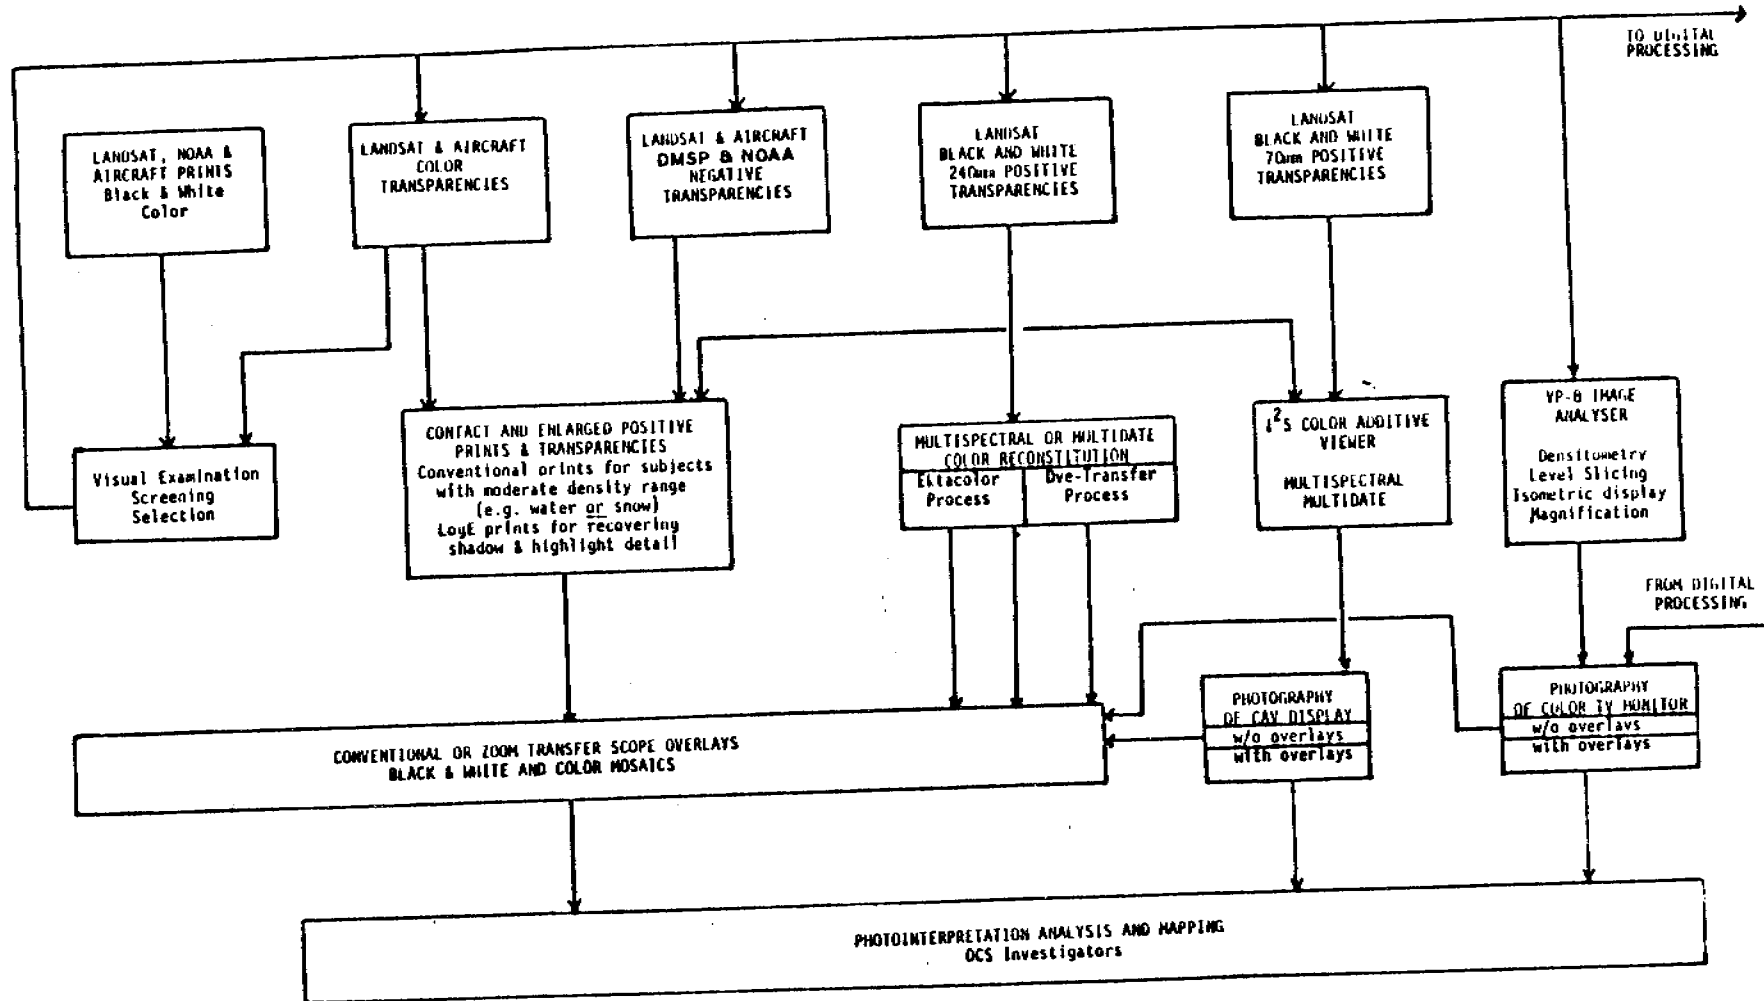 TO DIGITAL
PROCESSING
LANDSAT, NOAA &
AIRCRAFT PRINTS
Black & White
Color
LANDSAT & AIRCRAFT
COLOR
TRANSPARENCIES
LANDSAT & AIRCRAFT
DMSP & NOAA
NEGATIVE
TRANSPARENCIES
LANDSAT
BLACK AND WHITE
240mm POSITIVE
TRANSPARENCIES
LANDSAT
BLACK AND WHITE
70mm POSITIVE
TRANSPARENCIES
Visual Examination
Screening
Selection
CONTACT AND ENLARGED POSITIVE
PRINTS & TRANSPARENCIES
Conventional prints for subjects
with moderate density range
(e.g. water or snow)
LogE prints for recovering
shadow & highlight detail
MULTISPECTRAL OR MULTIDATE
COLOR RECONSTITUTION
Ektacolor
Process
Dye-Transfer
Process
I²S COLOR ADDITIVE
VIEWER
MULTISPECTRAL
MULTIDATE
VP-8 IMAGE
ANALYSER
Densitometry
Level Slicing
Isometric display
Magnification
FROM DIGITAL
PROCESSING
PHOTOGRAPHY
OF CAV DISPLAY
w/o overlays
with overlays
PHOTOGRAPHY
OF COLOR TV MONITOR
w/o overlays
with overlays
CONVENTIONAL OR ZOOM TRANSFER SCOPE OVERLAYS
BLACK & WHITE AND COLOR MOSAICS
PHOTOINTERPRETATION ANALYSIS AND MAPPING
OCS Investigators